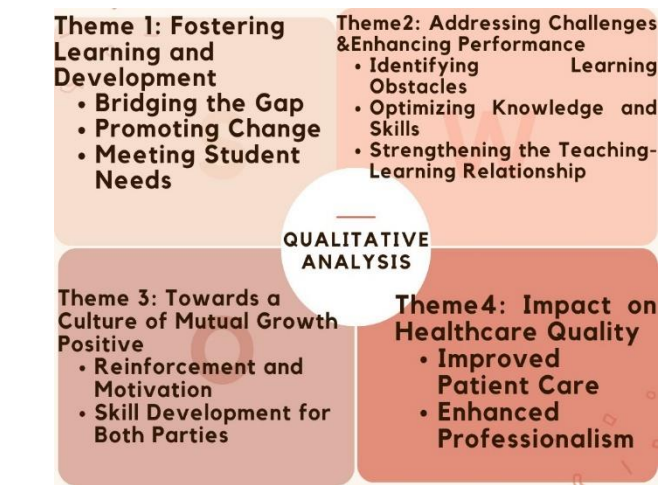 Theme 1: Fostering
Learning and
Development
• Bridging the Gap
• Promoting Change
• Meeting Student
Needs
Theme2: Addressing Challenges
&Enhancing Performance
• Identifying Learning
Obstacles
• Optimizing Knowledge and
Skills
• Strengthening the Teaching-
Learning Relationship
QUALITATIVE
ANALYSIS
Theme 3: Towards a
Culture of Mutual Growth
Positive
• Reinforcement and
Motivation
• Skill Development for
Both Parties
Theme4: Impact on
Healthcare Quality
• Improved
Patient Care
• Enhanced
Professionalism
W
O